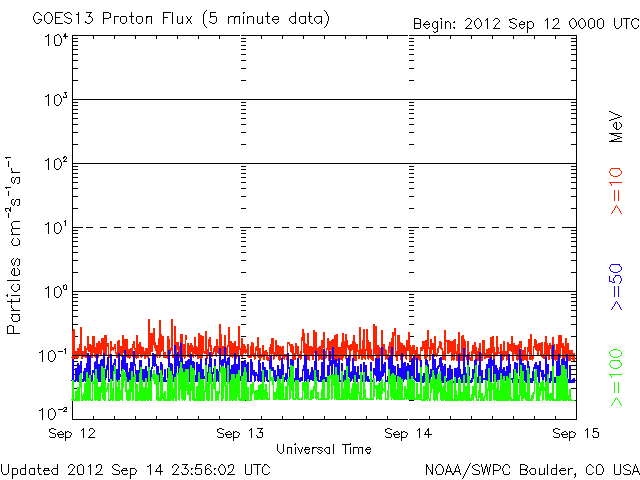 GOES13 Proton Flux (5 minute data)
Begin: 2012 Sep 12 0000 UTC
10⁴
10³
10²
10¹
10⁰
10⁻¹
10⁻²
Particles cm⁻²s⁻¹sr⁻¹
MeV
>=10
>=50
>=100
Sep 12 Sep 13 Sep 14 Sep 15
Universal Time
Updated 2012 Sep 14 23:56:02 UTC
NOAA/SWPC Boulder, CO USA